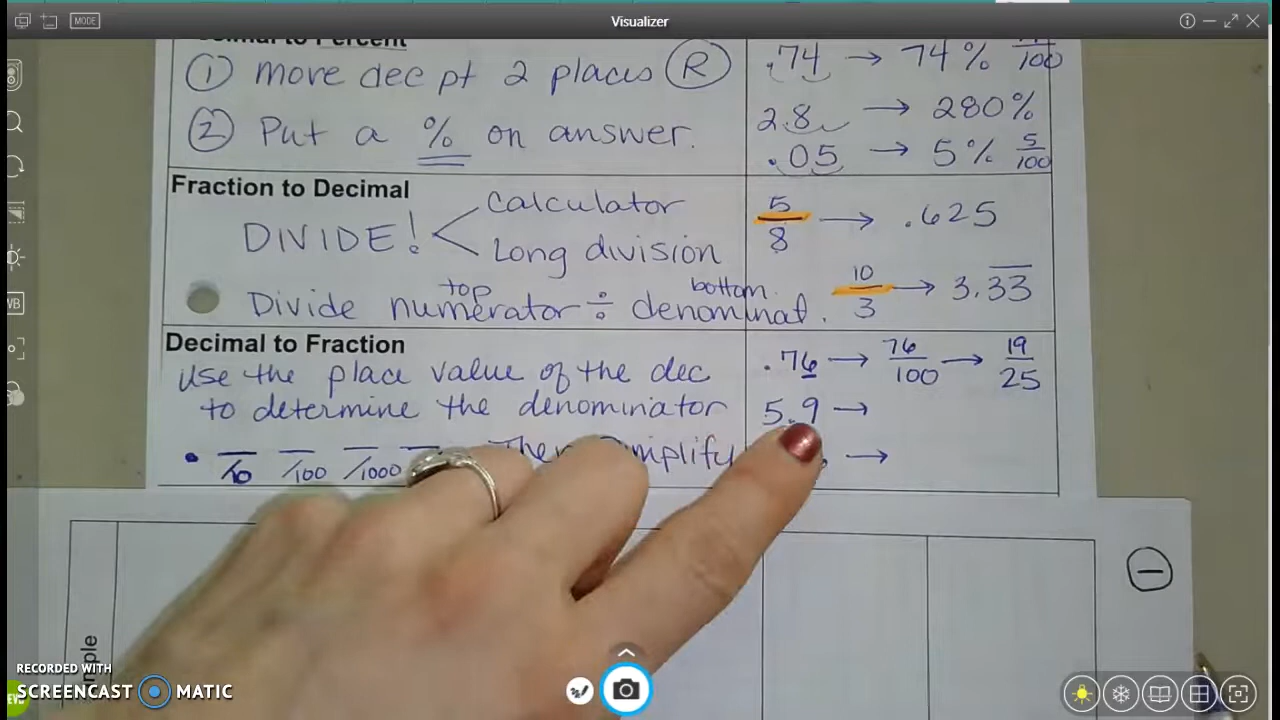 MODE
Visualizer
to Percent
① move dec pt 2 places Ⓡ
.74 → 74%
100
② Put a % on answer.
2.8 → 280%
.05 → 5% 5/100
Fraction to Decimal
DIVIDE! < calculator
Long division
5/8 → .625
top bottom
Divide numerator ÷ denominat.
10/3 → 3.33
Decimal to Fraction
Use the place value of the dec
to determine the denominator
. /10 /100 /1000
.76 → 76/100 → 19/25
5.9 →
→
WB
RECORDED WITH
SCREENCAST MATIC